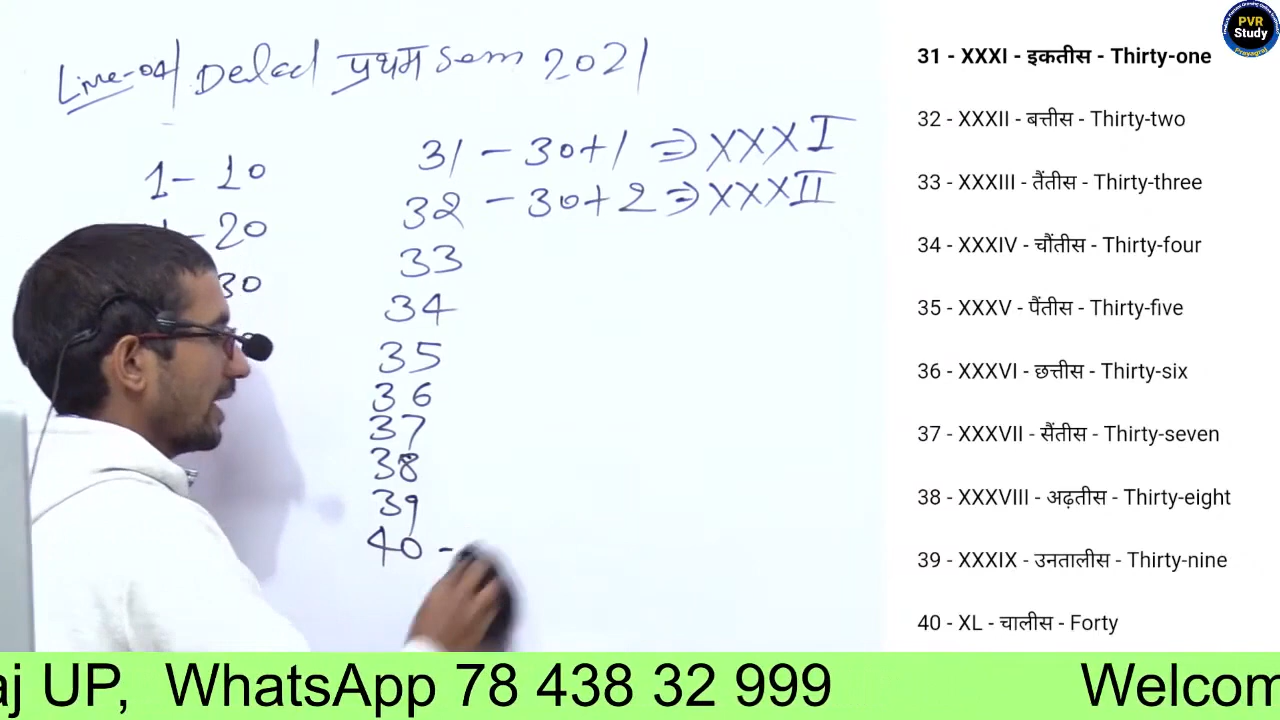 Live-04 Deled प्रथम Sem 2021
1 - 10
- 20
30
31 - 30+1 ⇒ XXXI
32 - 30+2 ⇒ XXXII
33
34
35
36
37
38
39
40 -
PVR
Study
Prayagraj
31 - XXXI - इकतीस - Thirty-one
32 - XXXII - बत्तीस - Thirty-two
33 - XXXIII - तैंतीस - Thirty-three
34 - XXXIV - चौंतीस - Thirty-four
35 - XXXV - पैंतीस - Thirty-five
36 - XXXVI - छत्तीस - Thirty-six
37 - XXXVII - सैंतीस - Thirty-seven
38 - XXXVIII - अढ़तीस - Thirty-eight
39 - XXXIX - उनतालीस - Thirty-nine
40 - XL - चालीस - Forty
aj UP, WhatsApp 78 438 32 999 Welcom